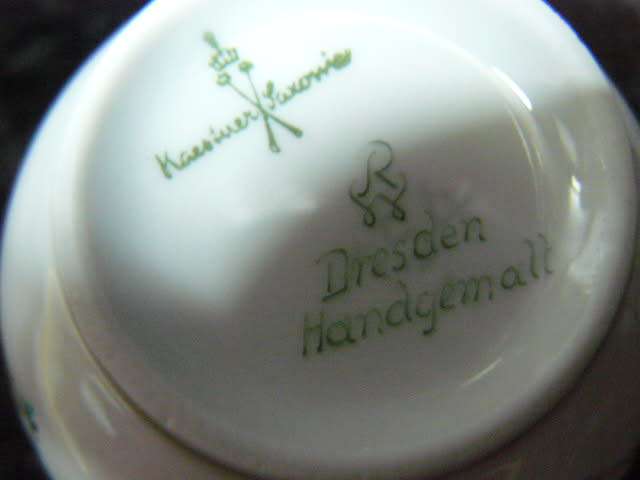 Kaestner Saxonia
R
W
Dresden
Handgemalt